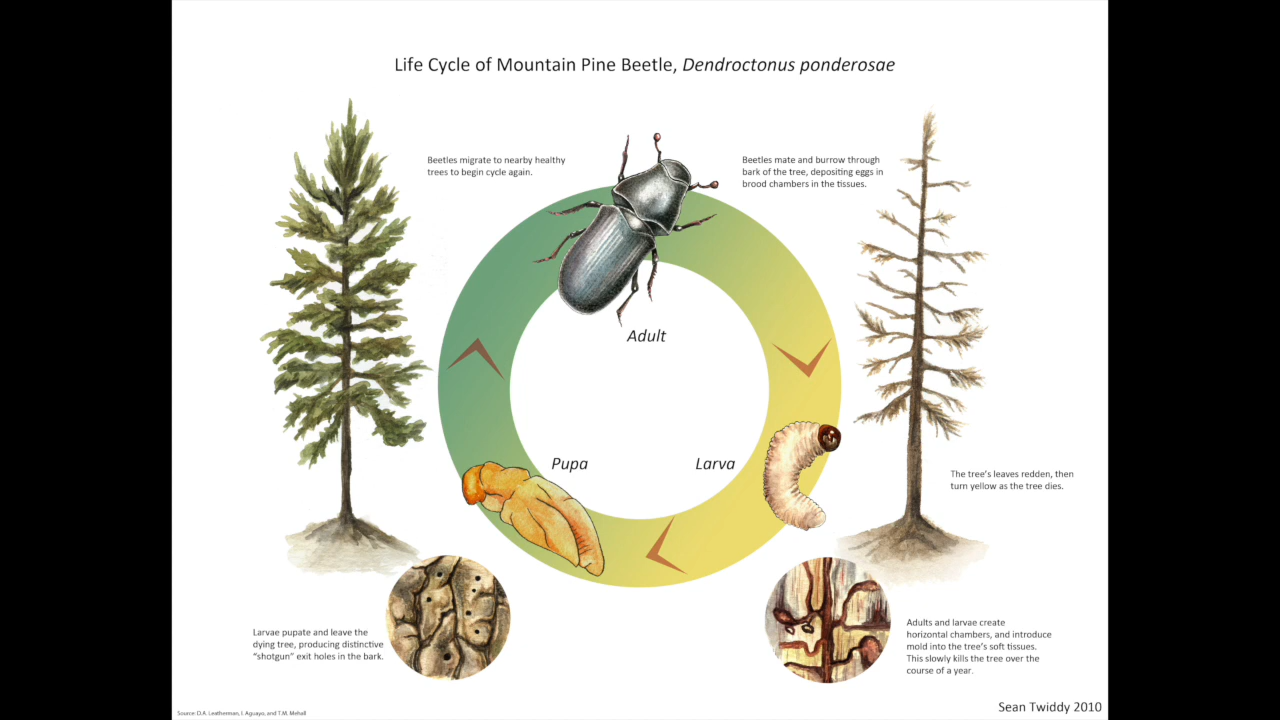 Life Cycle of Mountain Pine Beetle, Dendroctonus ponderosae
Beetles migrate to nearby healthy
trees to begin cycle again.
Beetles mate and burrow through
bark of the tree, depositing eggs in
brood chambers in the tissues.
Adult
Pupa
Larva
The tree's leaves redden, then
turn yellow as the tree dies.
Larvae pupate and leave the
dying tree, producing distinctive
“shotgun” exit holes in the bark.
Adults and larvae create
horizontal chambers, and introduce
mold into the tree's soft tissues.
This slowly kills the tree over the
course of a year.
Source: D.A. Leatherman, I. Aguayo, and T.M. Mehall
Sean Twiddy 2010